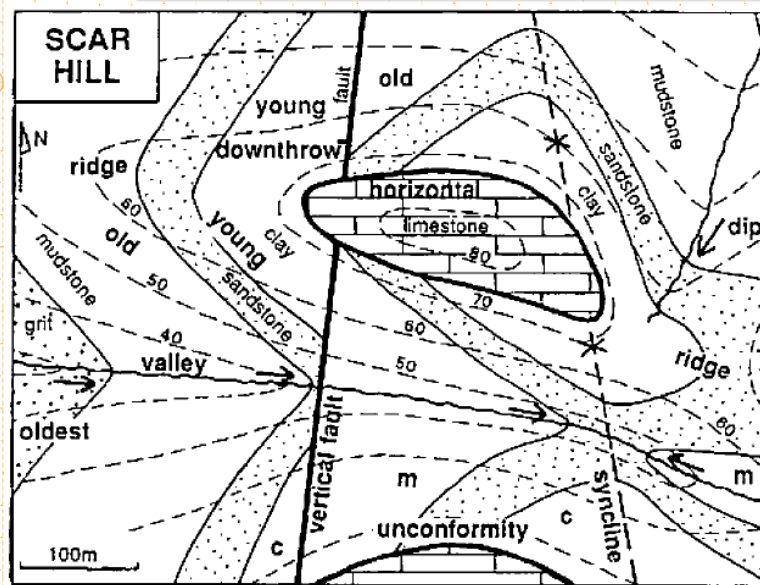 SCAR
HILL
N
fault
old
young
downthrow
mudstone
ridge
60
horizontal
limestone
80
sandstone
clay
dip
old
young
clay
mudstone
50
sandstone
70
grit
40
valley
60
50
ridge
60
oldest
vertical fault
m
m
syncline
c
unconformity
c
100m